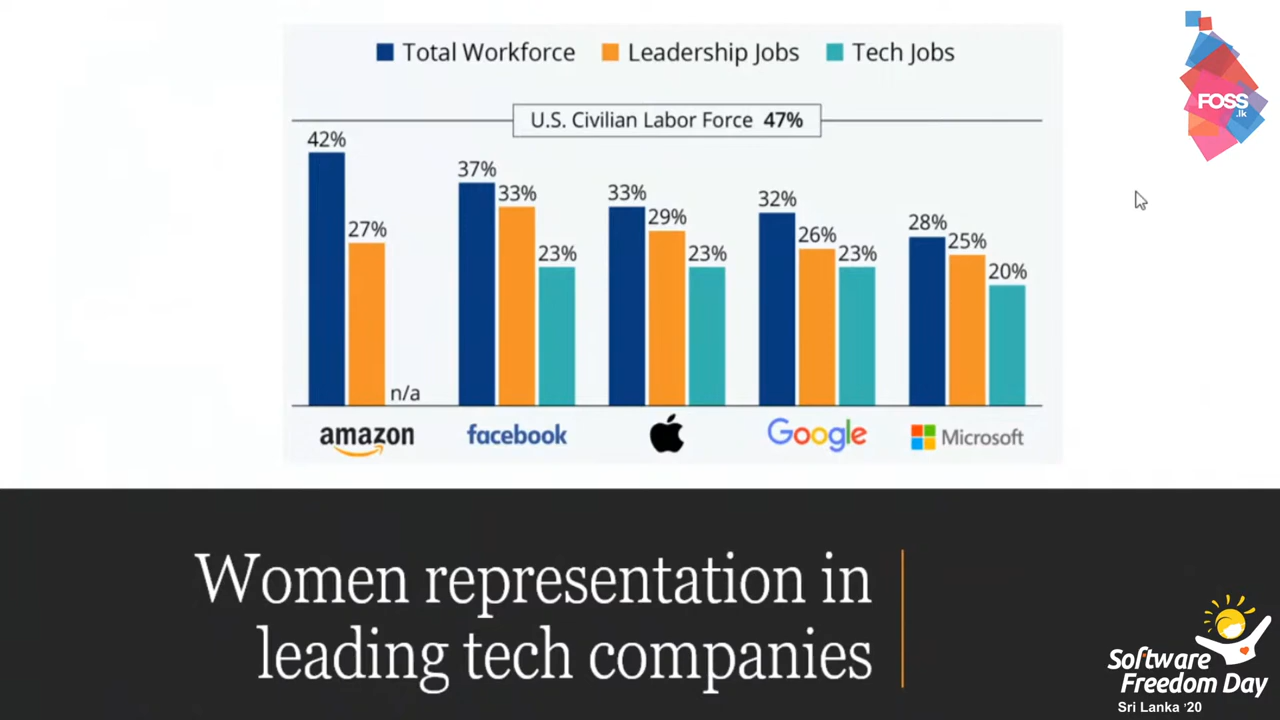 Total Workforce Leadership Jobs Tech Jobs
FOSS
.lk
U.S. Civilian Labor Force 47%
42% 27% n/a
37% 33% 23%
33% 29% 23%
32% 26% 23%
28% 25% 20%
amazon facebook Google Microsoft
Women representation in
leading tech companies
Software
Freedom Day
Sri Lanka '20